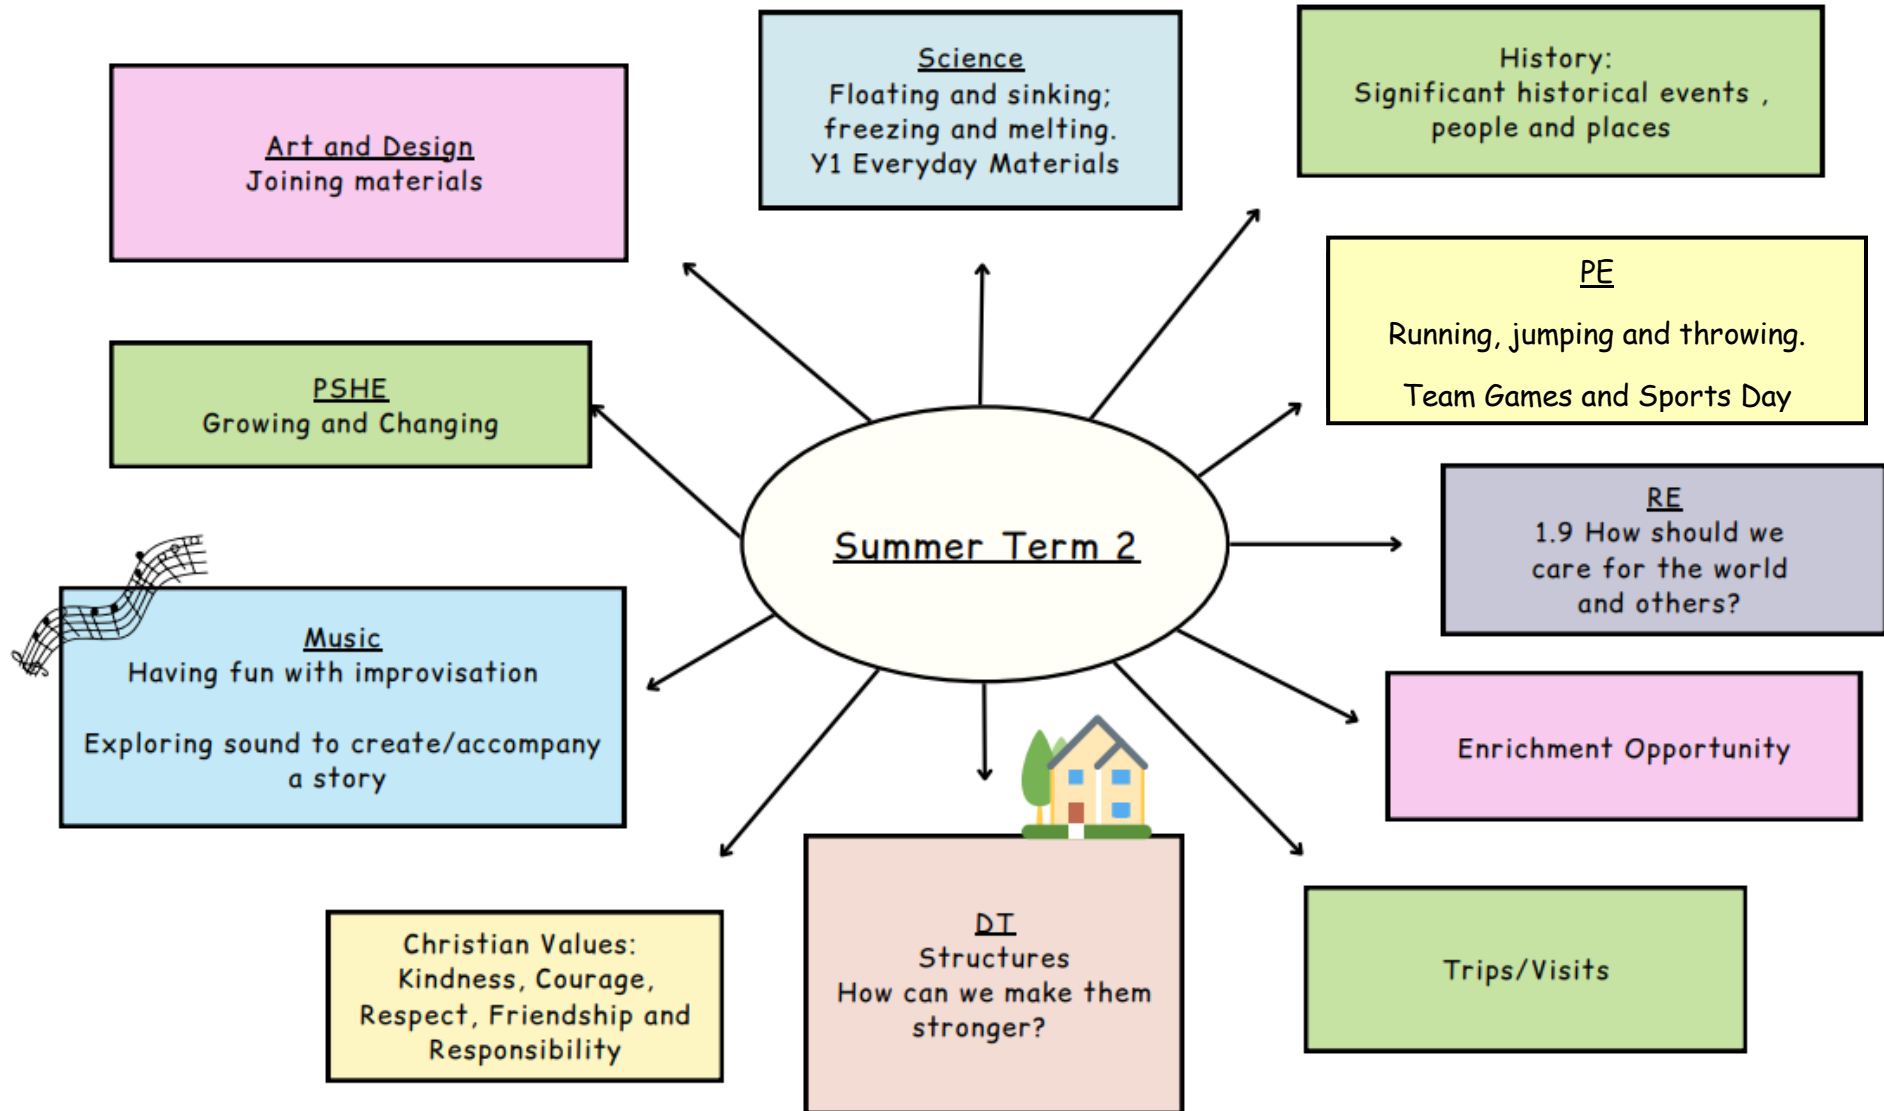 Science
Floating and sinking;
freezing and melting.
Y1 Everyday Materials
History:
Significant historical events ,
people and places
Art and Design
Joining materials
PE
Running, jumping and throwing.
Team Games and Sports Day
PSHE
Growing and Changing
Summer Term 2
RE
1.9 How should we
care for the world
and others?
Music
Having fun with improvisation
Exploring sound to create/accompany
a story
Enrichment Opportunity
Christian Values:
Kindness, Courage,
Respect, Friendship and
Responsibility
DT
Structures
How can we make them
stronger?
Trips/Visits